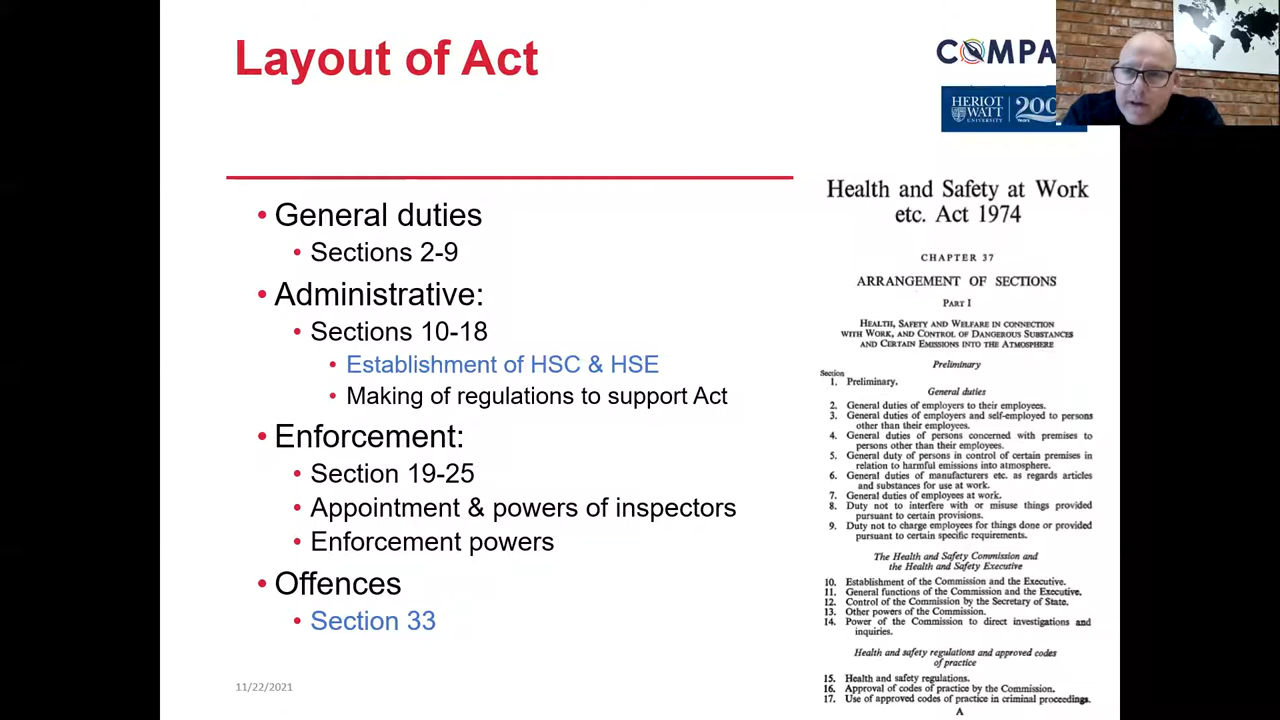 Layout of Act
COMPA
HERIOT
WATT
UNIVERSITY
200
Years
• General duties
• Sections 2-9
• Administrative:
• Sections 10-18
• Establishment of HSC & HSE
• Making of regulations to support Act
• Enforcement:
• Section 19-25
• Appointment & powers of inspectors
• Enforcement powers
• Offences
• Section 33
11/22/2021
Health and Safety at Work
etc. Act 1974
CHAPTER 37
ARRANGEMENT OF SECTIONS
PART I
HEALTH, SAFETY AND WELFARE IN CONNECTION
WITH WORK, AND CONTROL OF DANGEROUS SUBSTANCES
AND CERTAIN EMISSIONS INTO THE ATMOSPHERE
Preliminary
Section
1. Preliminary.
General duties
2. General duties of employers to their employees.
3. General duties of employers and self-employed to persons
other than their employees.
4. General duties of persons concerned with premises to
persons other than their employees.
5. General duty of persons in control of certain premises in
relation to harmful emissions into atmosphere.
6. General duties of manufacturers etc. as regards articles
and substances for use at work.
7. General duties of employees at work.
8. Duty not to interfere with or misuse things provided
pursuant to certain provisions.
9. Duty not to charge employees for things done or provided
pursuant to certain specific requirements.
The Health and Safety Commission and
the Health and Safety Executive
10. Establishment of the Commission and the Executive.
11. General functions of the Commission and the Executive.
12. Control of the Commission by the Secretary of State.
13. Other powers of the Commission.
14. Power of the Commission to direct investigations and
inquiries.
Health and safety regulations and approved codes
of practice
15. Health and safety regulations.
16. Approval of codes of practice by the Commission.
17. Use of approved codes of practice in criminal proceedings.
A